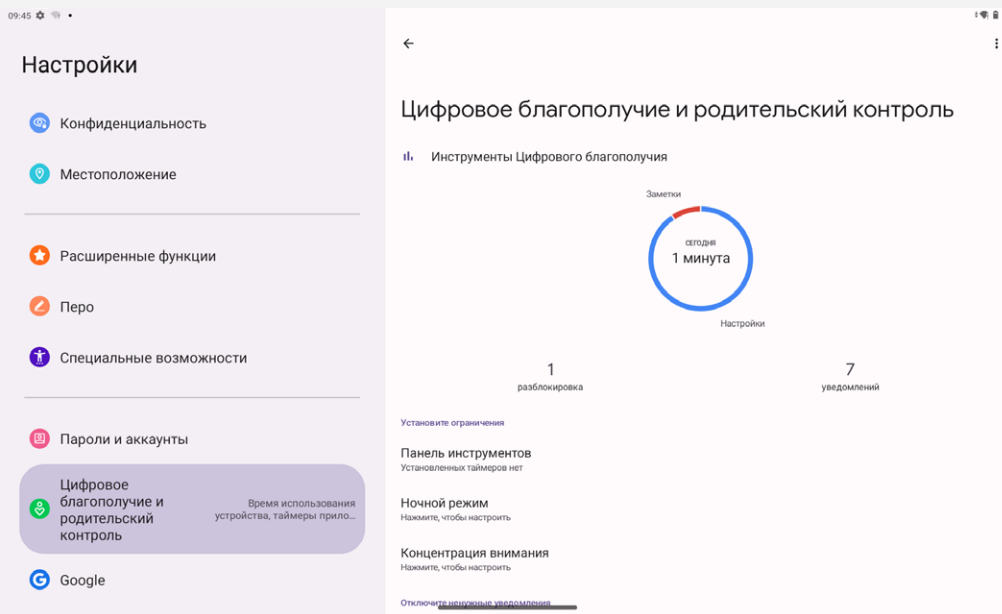 09:45
Настройки
Конфиденциальность
Местоположение
Расширенные функции
Перо
Специальные возможности
Пароли и аккаунты
Цифровое
благополучие и
родительский
контроль
Время использования
устройства, таймеры прило...
Google
Цифровое благополучие и родительский контроль
Инструменты Цифрового благополучия
Заметки
СЕГОДНЯ
1 минута
Настройки
1
разблокировка
7
уведомлений
Установите ограничения
Панель инструментов
Установленных таймеров нет
Ночной режим
Нажмите, чтобы настроить
Концентрация внимания
Нажмите, чтобы настроить
Отключите ненужные уведомления